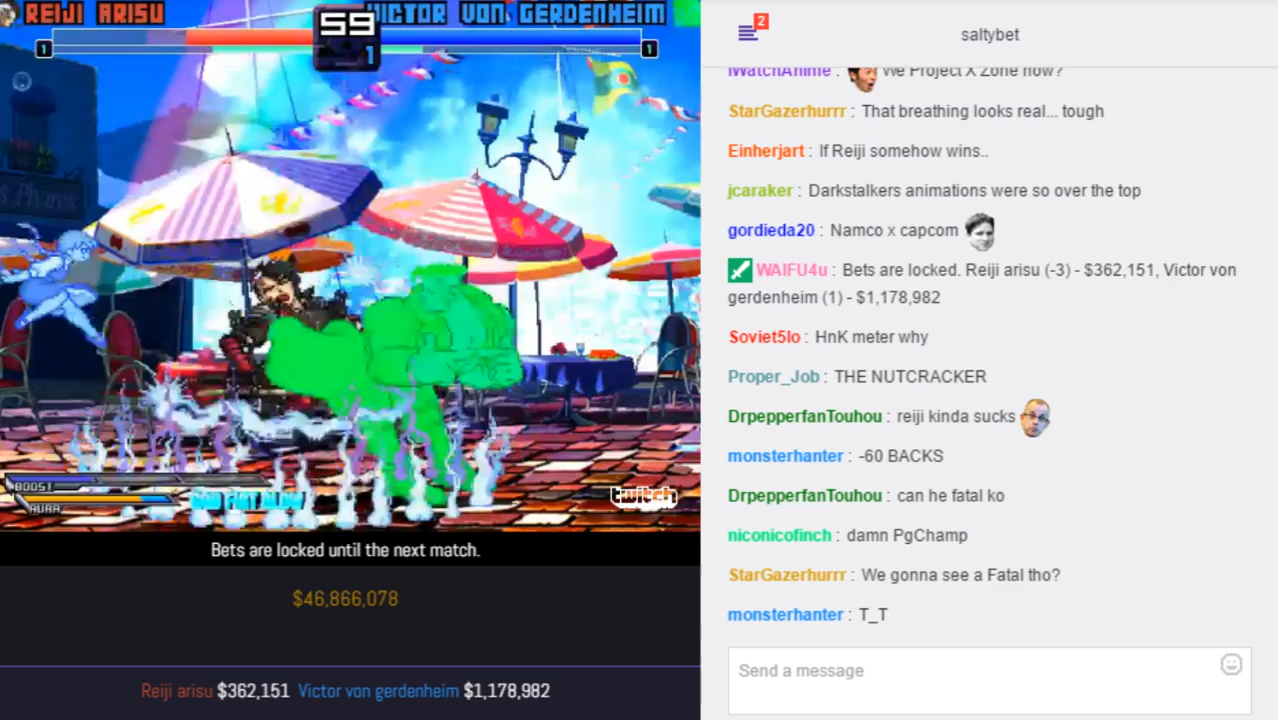 REIJI ARISU
59
VICTOR VON GERDENHEIM
1
1
1
BOOST
AURA
twitch
Bets are locked until the next match.
$46,866,078
Reiji arisu $362,151 Victor von gerdenheim $1,178,982
2
saltybet
iWatchAnime : We Project X Zone now?
StarGazerhurrr : That breathing looks real... tough
Einherjart : If Reiji somehow wins..
jcaraker : Darkstalkers animations were so over the top
gordieda20 : Namco x capcom
WAIFU4u : Bets are locked. Reiji arisu (-3) - $362,151, Victor von
gerdenheim (1) - $1,178,982
Soviet5lo : HnK meter why
Proper_Job : THE NUTCRACKER
DrpepperfanTouhou : reiji kinda sucks
monsterhanter : -60 BACKS
DrpepperfanTouhou : can he fatal ko
niconicofinch : damn PgChamp
StarGazerhurrr : We gonna see a Fatal tho?
monsterhanter : T_T
Send a message